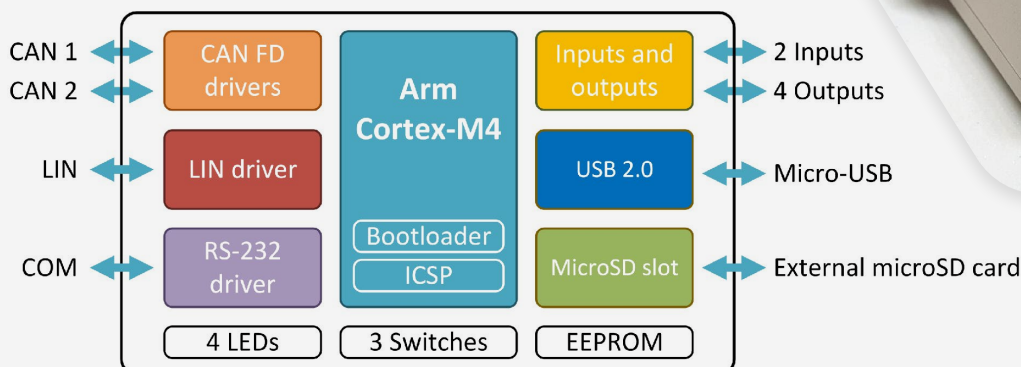 CAN 1
CAN 2
LIN
COM
CAN FD
drivers
LIN driver
RS-232
driver
Arm
Cortex-M4
Bootloader
ICSP
Inputs and
outputs
USB 2.0
MicroSD slot
2 Inputs
4 Outputs
Micro-USB
External microSD card
4 LEDs
3 Switches
EEPROM